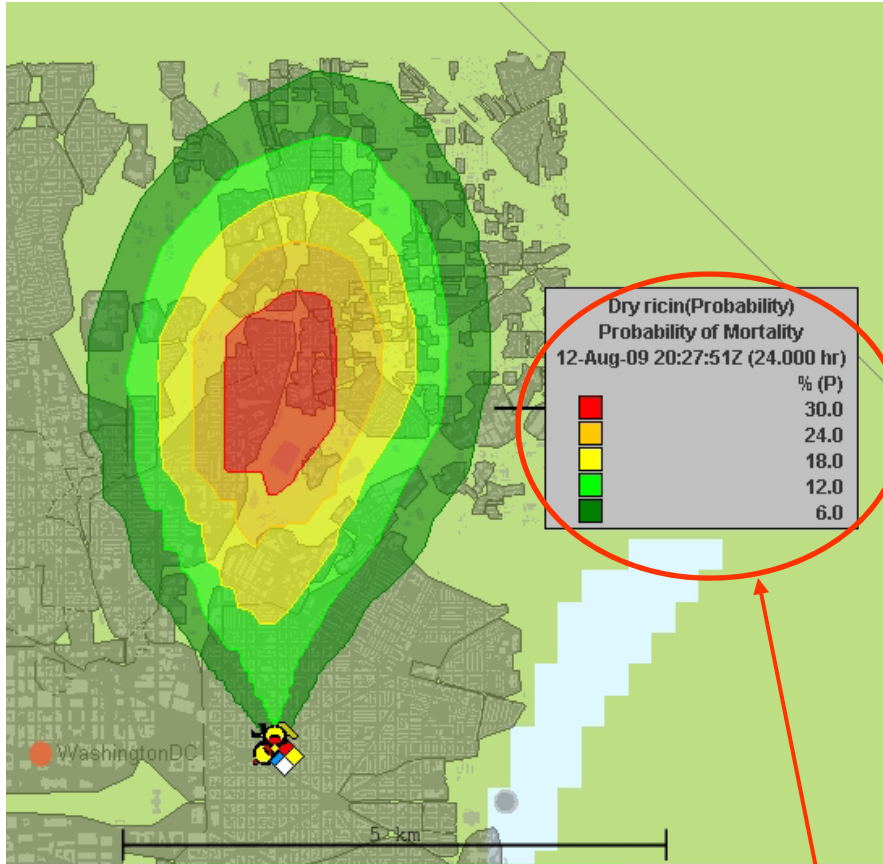 Dry ricin(Probability)
Probability of Mortality
12-Aug-09 20:27:51Z (24.000 hr)
% (P)
30.0
24.0
18.0
12.0
6.0
WashingtonDC
5 km